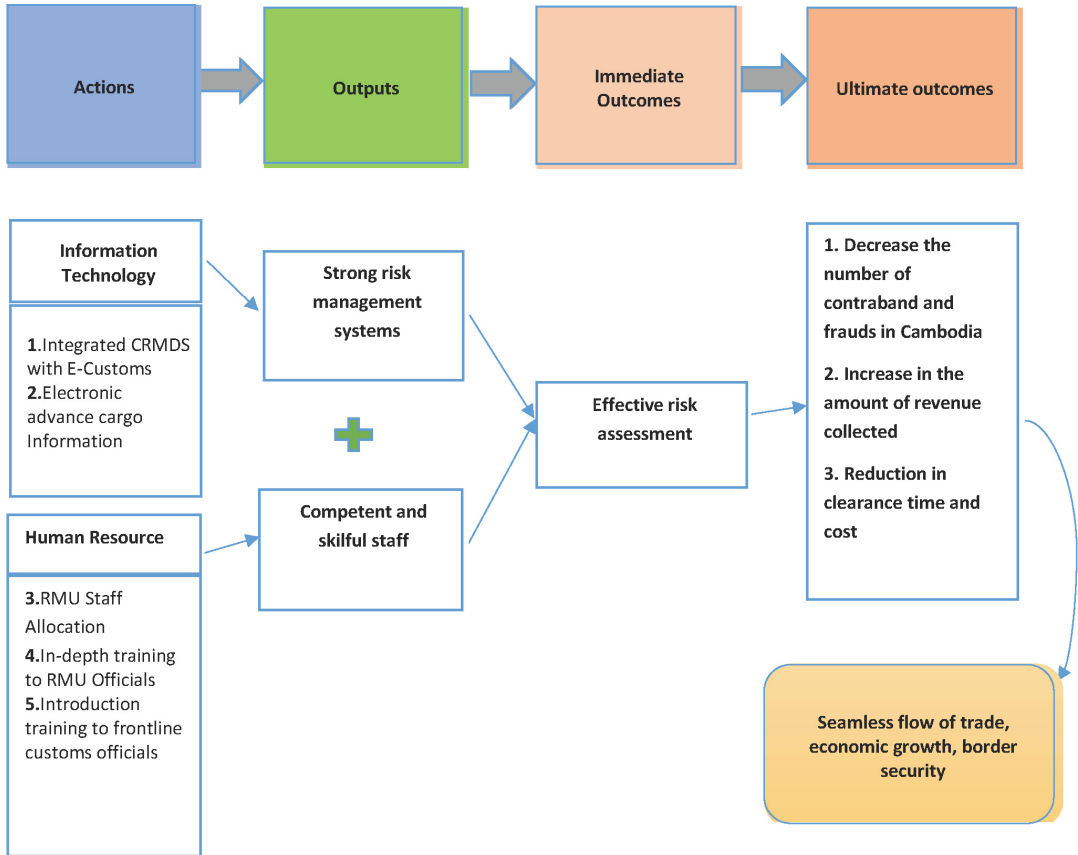 Actions
Outputs
Immediate
Outcomes
Ultimate outcomes
Information
Technology
1.Integrated CRMDS
with E-Customs
2.Electronic
advance cargo
Information
Human Resource
3.RMU Staff
Allocation
4.In-depth training
to RMU Officials
5.Introduction
training to frontline
customs officials
Strong risk
management
systems
Competent and
skilful staff
Effective risk
assessment
1. Decrease the
number of
contraband and
frauds in Cambodia
2. Increase in the
amount of revenue
collected
3. Reduction in
clearance time and
cost
Seamless flow of trade,
economic growth, border
security